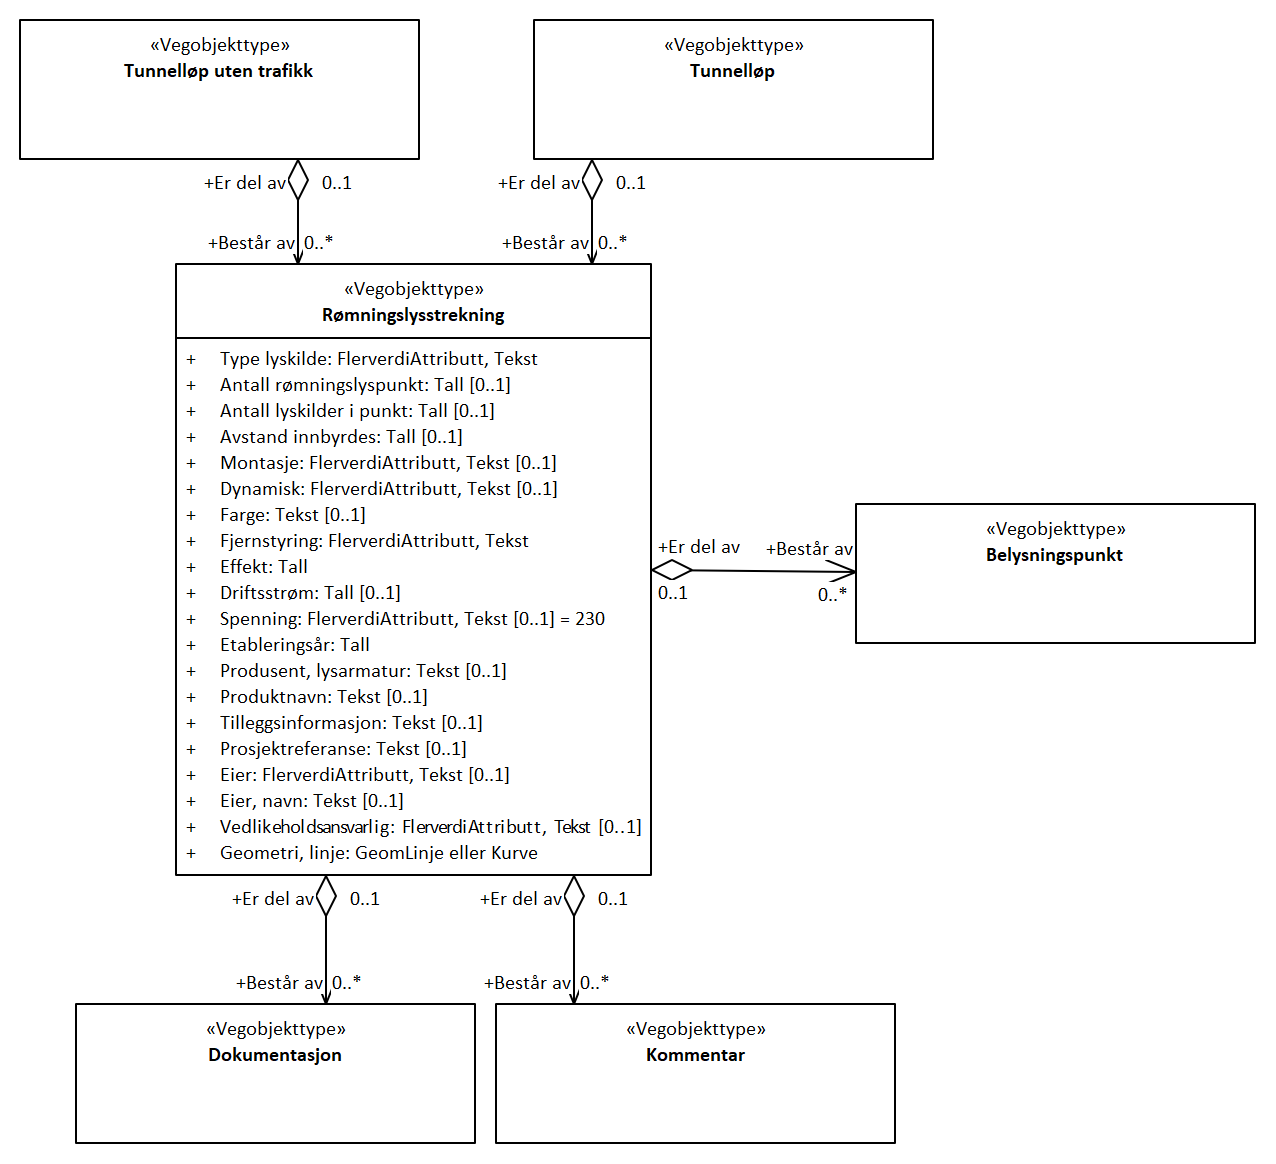 «Vegobjekttype»
Tunnelløp uten trafikk
«Vegobjekttype»
Tunnelløp
+Er del av 0..1
+Består av 0..*
+Er del av 0..1
+Består av 0..*
«Vegobjekttype»
Rømningslysstrekning
+ Type lyskilde: FlerverdiAttributt, Tekst
+ Antall rømningslyspunkt: Tall [0..1]
+ Antall lyskilder i punkt: Tall [0..1]
+ Avstand innbyrdes: Tall [0..1]
+ Montasje: FlerverdiAttributt, Tekst [0..1]
+ Dynamisk: FlerverdiAttributt, Tekst [0..1]
+ Farge: Tekst [0..1]
+ Fjernstyring: FlerverdiAttributt, Tekst
+ Effekt: Tall
+ Driftsstrøm: Tall [0..1]
+ Spenning: FlerverdiAttributt, Tekst [0..1] = 230
+ Etableringsår: Tall
+ Produsent, lysarmatur: Tekst [0..1]
+ Produktnavn: Tekst [0..1]
+ Tilleggsinformasjon: Tekst [0..1]
+ Prosjektreferanse: Tekst [0..1]
+ Eier: FlerverdiAttributt, Tekst [0..1]
+ Eier, navn: Tekst [0..1]
+ Vedlikeholdsansvarlig: FlerverdiAttributt, Tekst [0..1]
+ Geometri, linje: GeomLinje eller Kurve
+Er del av
0..1
+Består av
0..*
«Vegobjekttype»
Belysningspunkt
+Er del av 0..1
+Består av 0..*
+Er del av 0..1
+Består av 0..*
«Vegobjekttype»
Dokumentasjon
«Vegobjekttype»
Kommentar